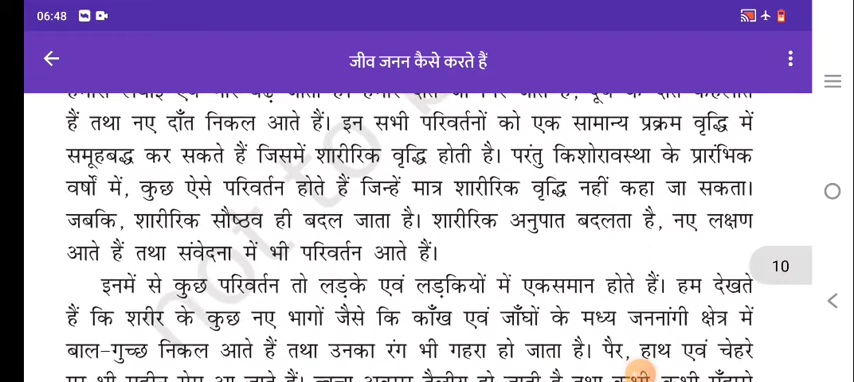 06:48
जीव जनन कैसे करते हैं
हैं तथा नए दाँत निकल आते हैं। इन सभी परिवर्तनों को एक सामान्य प्रक्रम वृद्धि में
समूहबद्ध कर सकते हैं जिसमें शारीरिक वृद्धि होती है। परंतु किशोरावस्था के प्रारंभिक
वर्षों में, कुछ ऐसे परिवर्तन होते हैं जिन्हें मात्र शारीरिक वृद्धि नहीं कहा जा सकता।
जबकि, शारीरिक सौष्ठव ही बदल जाता है। शारीरिक अनुपात बदलता है, नए लक्षण
आते हैं तथा संवेदना में भी परिवर्तन आते हैं।
10
इनमें से कुछ परिवर्तन तो लड़के एवं लड़कियों में एकसमान होते हैं। हम देखते
हैं कि शरीर के कुछ नए भागों जैसे कि काँख एवं जाँघों के मध्य जननांगी क्षेत्र में
बाल-गुच्छ निकल आते हैं तथा उनका रंग भी गहरा हो जाता है। पैर, हाथ एवं चेहरे
not to b